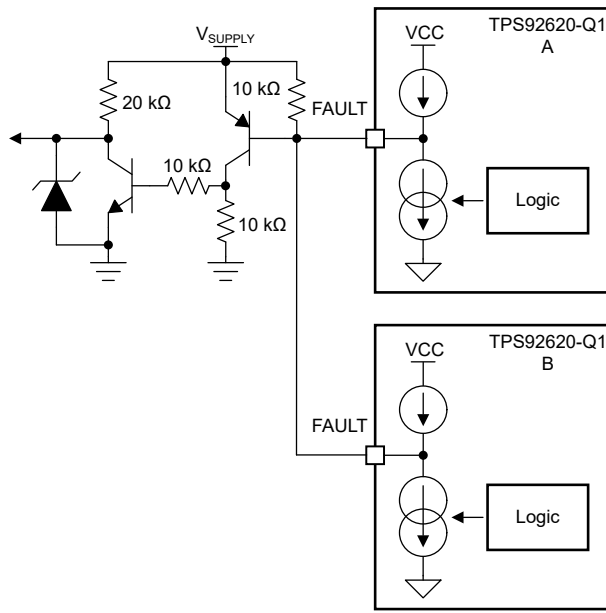 TPS92620-Q1
A
VSUPPLY
VCC
10 kΩ
20 kΩ
FAULT
10 kΩ
Logic
10 kΩ
TPS92620-Q1
B
VCC
FAULT
Logic